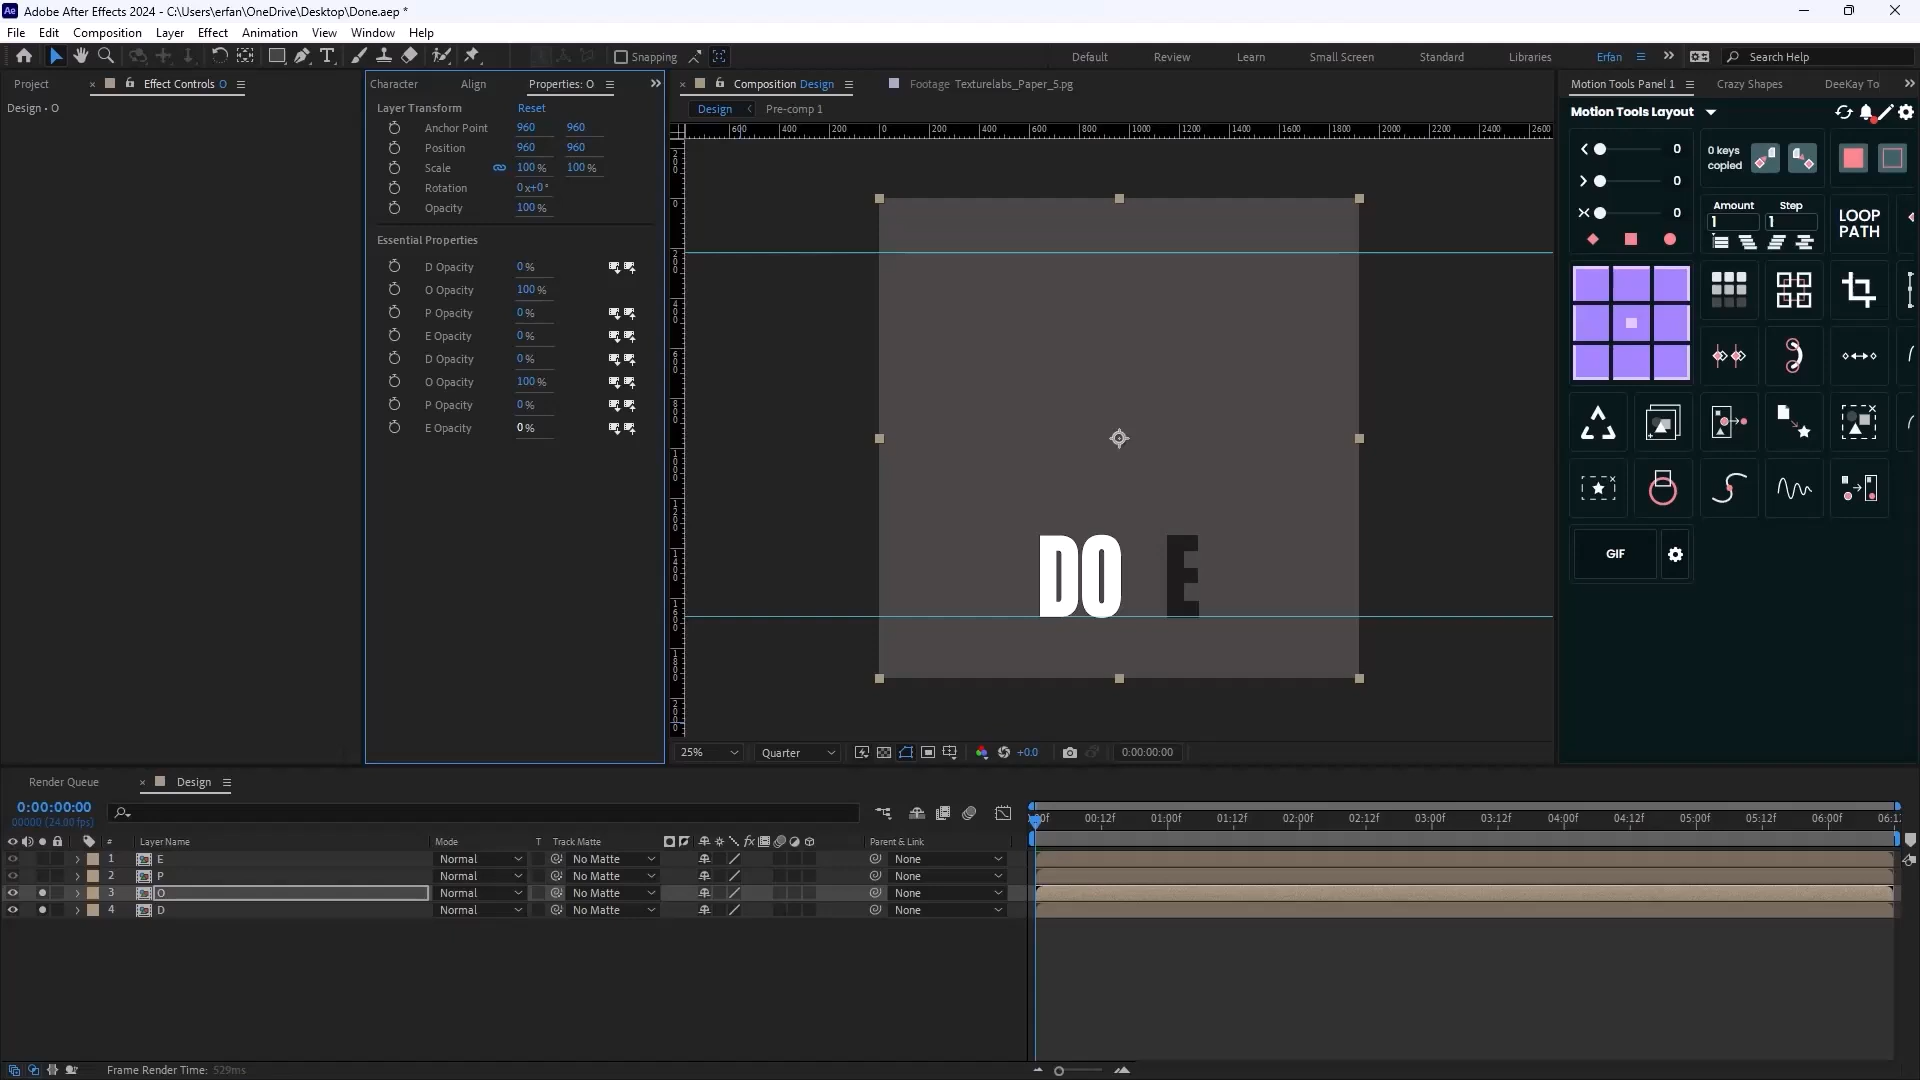 Ae Adobe After Effects 2024 - C:\Users\erfan\OneDrive\Desktop\Done.aep *
File Edit Composition Layer Effect Animation View Window Help
Snapping
Default Review Learn Small Screen Standard Libraries Erfan
Search Help
Project
Effect Controls O
Design • O
Character Align Properties: O
Layer Transform Reset
Anchor Point 960 960
Position 960 960
Scale 100 % 100 %
Rotation 0x+0°
Opacity 100 %
Essential Properties
D Opacity 0 %
O Opacity 100 %
P Opacity 0 %
E Opacity 0 %
D Opacity 0 %
O Opacity 100 %
P Opacity 0 %
E Opacity 0 %
Composition Design
Footage Texturelabs_Paper_5.pg
Design Pre-comp 1
600 400 200 0 200 400 600 800 1000 1200 1400 1600 1800 2000 2200 2400 2600
DO E
25% Quarter +0.0 0:00:00:00
Motion Tools Panel 1 Crazy Shapes DeeKay To
Motion Tools Layout
0
0
0
0 keys
copied
Amount Step
1 1
LOOP
PATH
GIF
Render Queue
Design
0:00:00:00
00000 (24.00 fps)
# Layer Name Mode T Track Matte fx Parent & Link
1 E Normal No Matte None
2 P Normal No Matte None
3 O Normal No Matte None
4 D Normal No Matte None
00f 00:12f 01:00f 01:12f 02:00f 02:12f 03:00f 03:12f 04:00f 04:12f 05:00f 05:12f 06:00f 06:1
Frame Render Time: 529ms